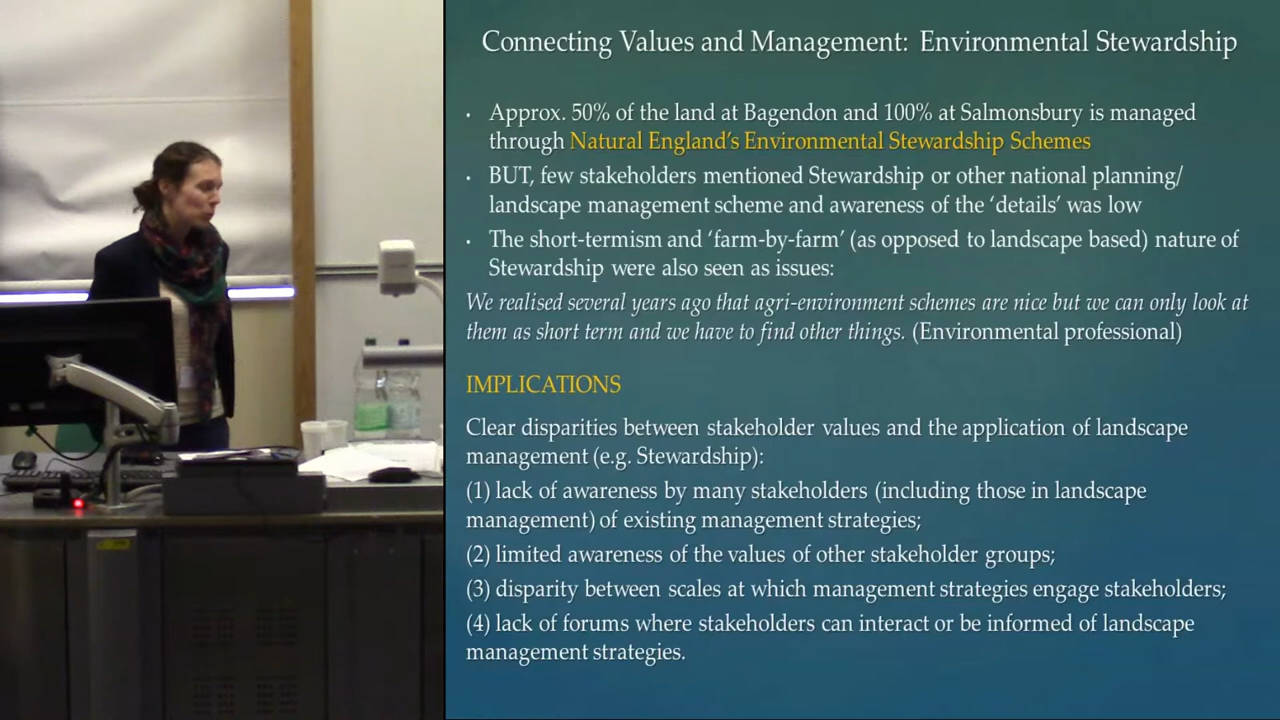 Connecting Values and Management: Environmental Stewardship
• Approx. 50% of the land at Bagendon and 100% at Salmonsbury is managed
through Natural England's Environmental Stewardship Schemes
• BUT, few stakeholders mentioned Stewardship or other national planning/
landscape management scheme and awareness of the 'details' was low
• The short-termism and 'farm-by-farm' (as opposed to landscape based) nature of
Stewardship were also seen as issues:
We realised several years ago that agri-environment schemes are nice but we can only look at
them as short term and we have to find other things. (Environmental professional)
IMPLICATIONS
Clear disparities between stakeholder values and the application of landscape
management (e.g. Stewardship):
(1) lack of awareness by many stakeholders (including those in landscape
management) of existing management strategies;
(2) limited awareness of the values of other stakeholder groups;
(3) disparity between scales at which management strategies engage stakeholders;
(4) lack of forums where stakeholders can interact or be informed of landscape
management strategies.